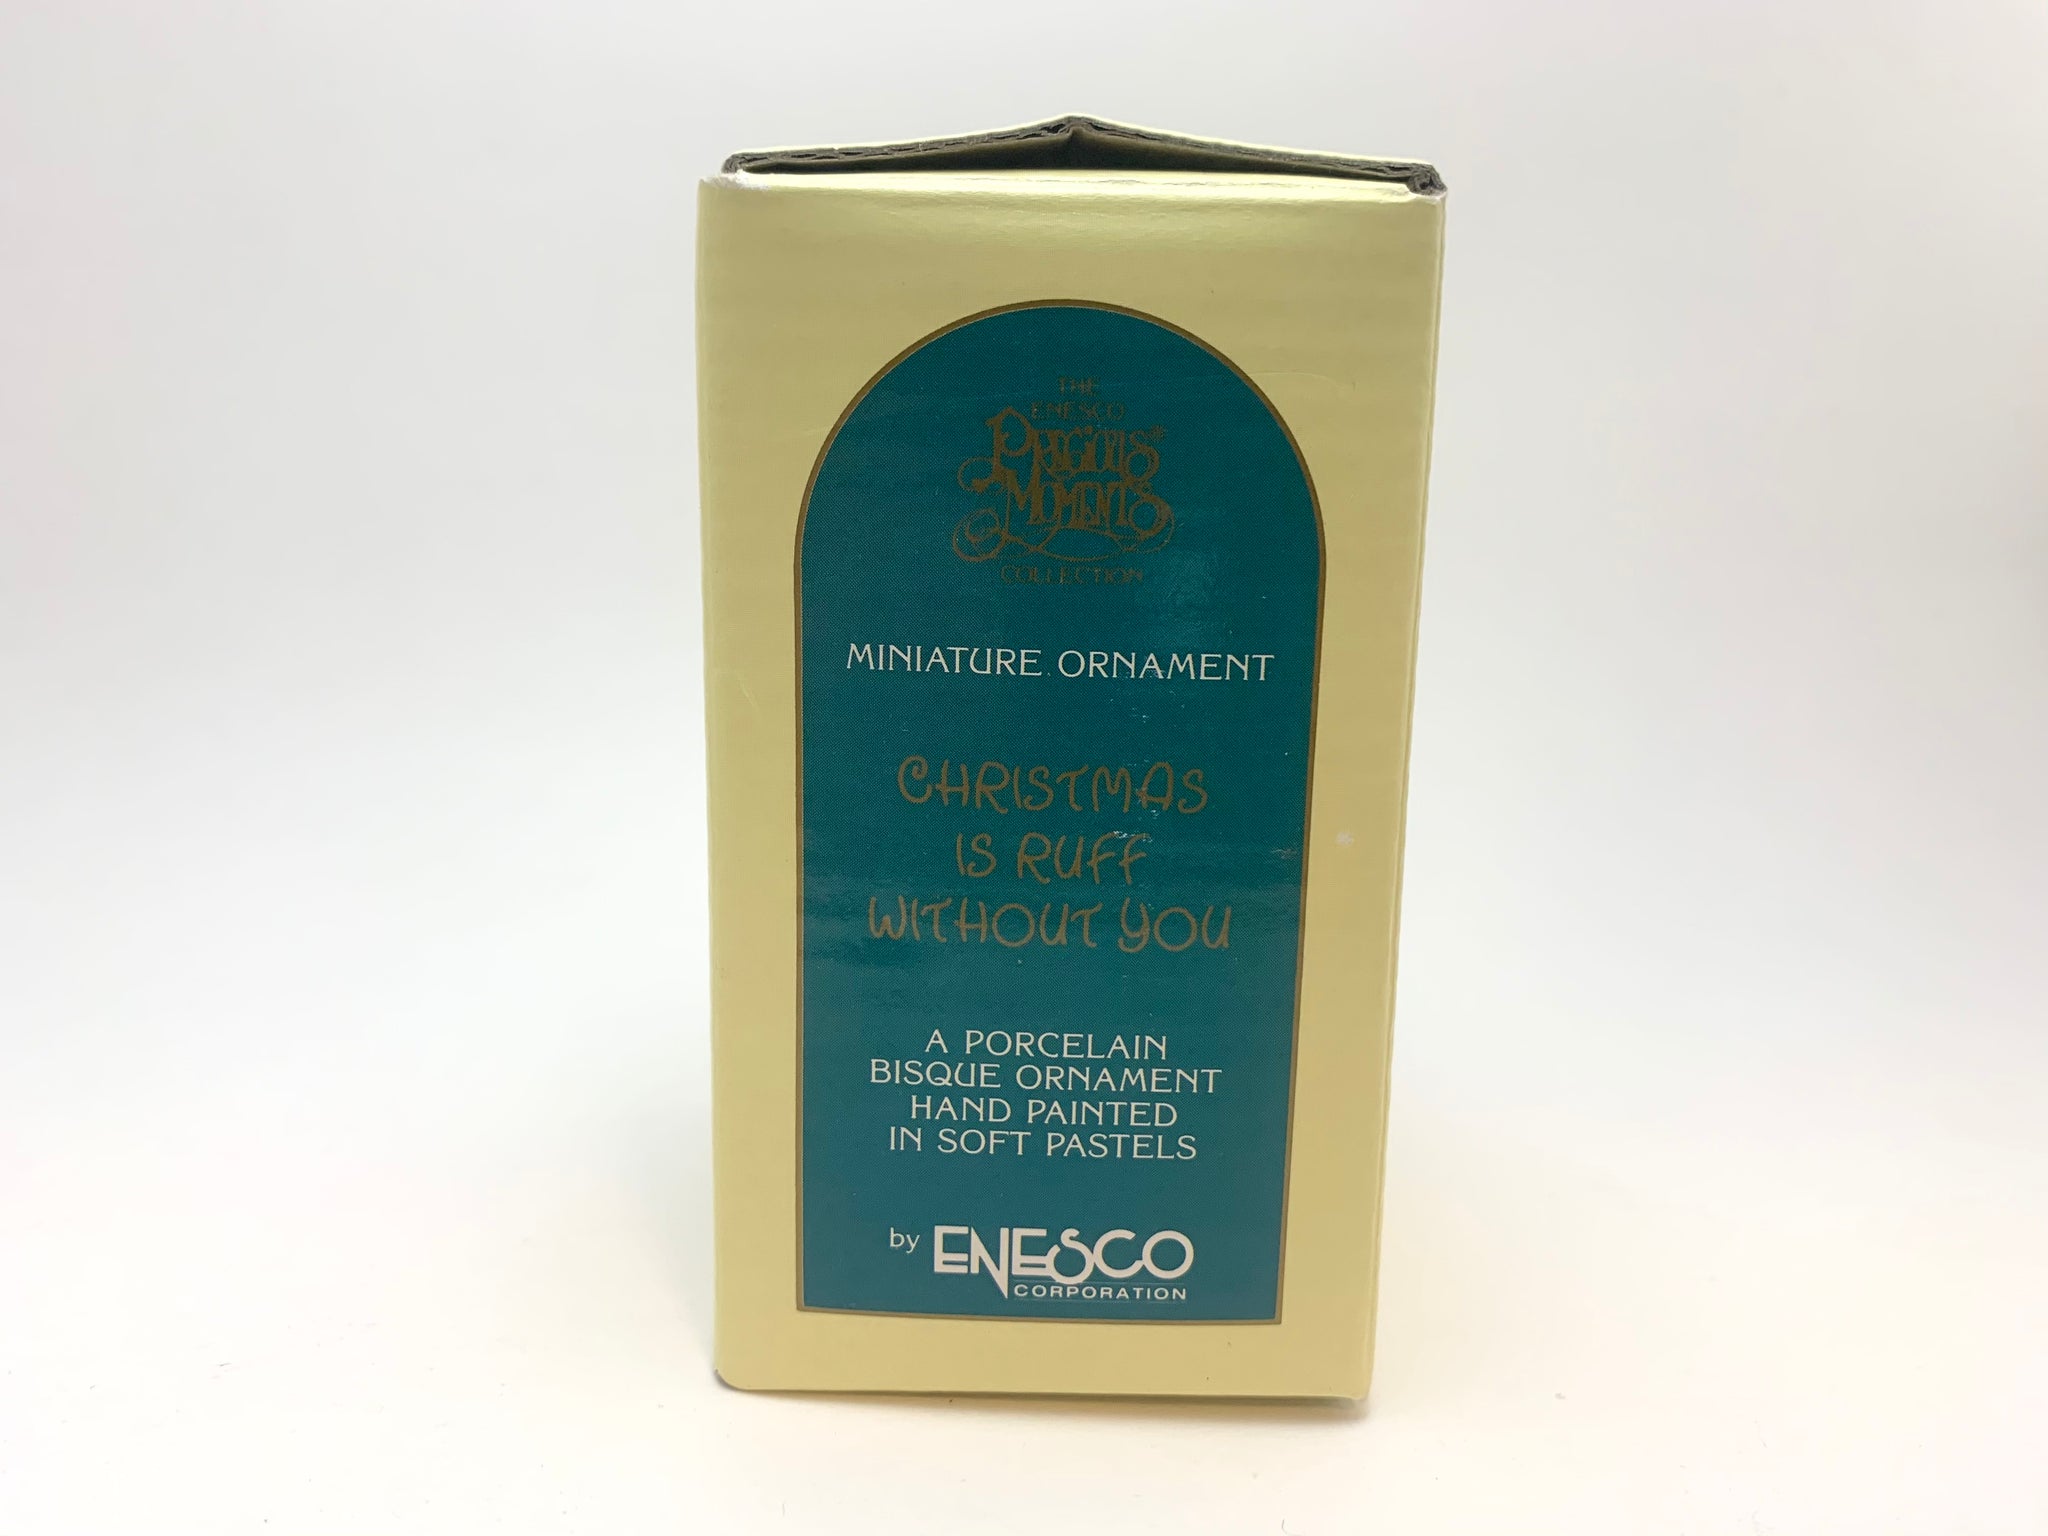 THE
ENESCO
PRECIOUS
MOMENTS
COLLECTION
MINIATURE ORNAMENT
CHRISTMAS
IS RUFF
WITHOUT YOU
A PORCELAIN
BISQUE ORNAMENT
HAND PAINTED
IN SOFT PASTELS
by ENESCO
CORPORATION